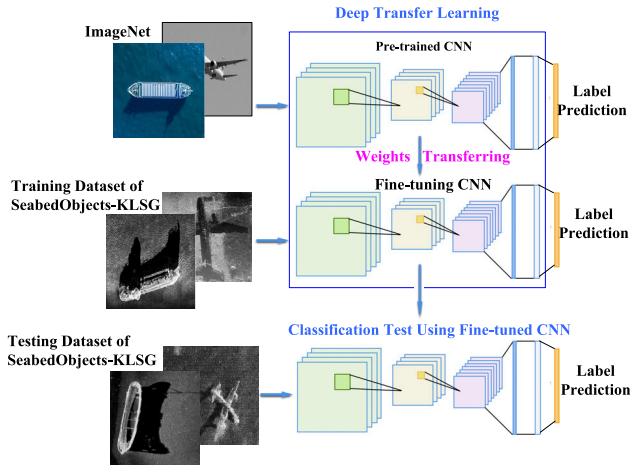 Deep Transfer Learning
ImageNet
Pre-trained CNN
Label
Prediction
Weights Transferring
Training Dataset of
SeabedObjects-KLSG
Fine-tuning CNN
Label
Prediction
Testing Dataset of
SeabedObjects-KLSG
Classification Test Using Fine-tuned CNN
Label
Prediction